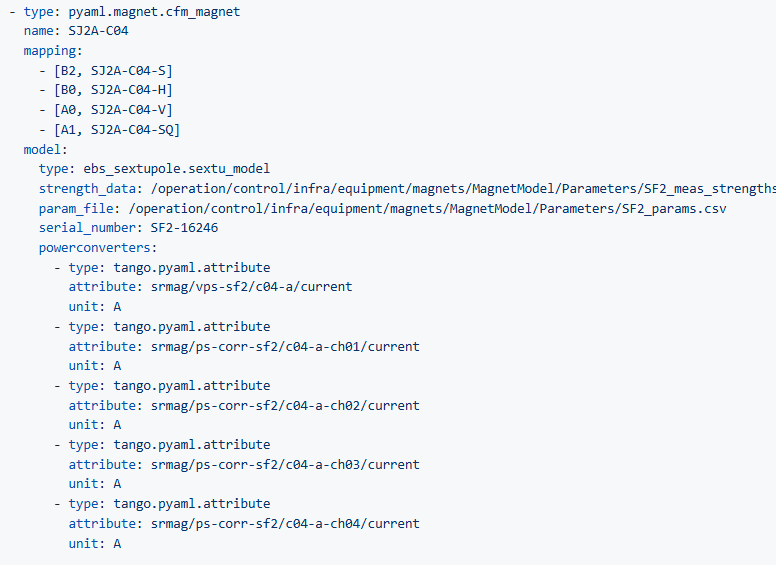 - type: pyaml.magnet.cfm_magnet
  name: SJ2A-C04
  mapping:
    - [B2, SJ2A-C04-S]
    - [B0, SJ2A-C04-H]
    - [A0, SJ2A-C04-V]
    - [A1, SJ2A-C04-SQ]
  model:
    type: ebs_sextupole.sextu_model
    strength_data: /operation/control/infra/equipment/magnets/MagnetModel/Parameters/SF2_meas_strengths
    param_file: /operation/control/infra/equipment/magnets/MagnetModel/Parameters/SF2_params.csv
    serial_number: SF2-16246
    powerconverters:
      - type: tango.pyaml.attribute
        attribute: srmag/vps-sf2/c04-a/current
        unit: A
      - type: tango.pyaml.attribute
        attribute: srmag/ps-corr-sf2/c04-a-ch01/current
        unit: A
      - type: tango.pyaml.attribute
        attribute: srmag/ps-corr-sf2/c04-a-ch02/current
        unit: A
      - type: tango.pyaml.attribute
        attribute: srmag/ps-corr-sf2/c04-a-ch03/current
        unit: A
      - type: tango.pyaml.attribute
        attribute: srmag/ps-corr-sf2/c04-a-ch04/current
        unit: A